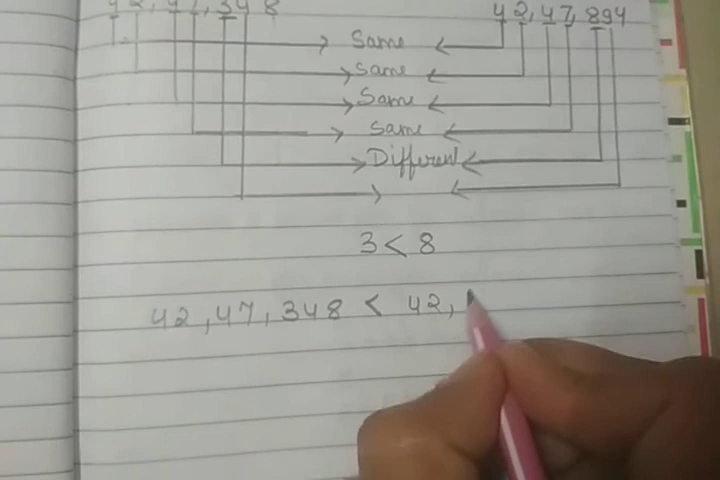 42,47,348 42,47,894
Same
Same
Same
Same
Different
3 < 8
42,47,348 < 42,